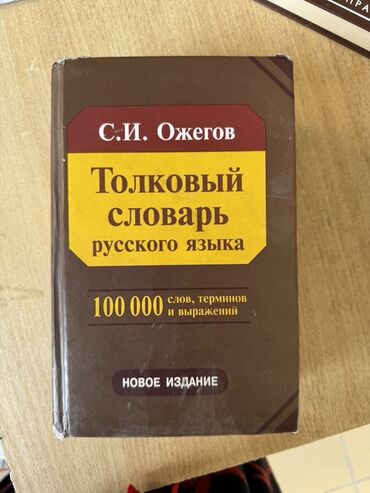 С.И. Ожегов
Толковый
словарь
русского языка
100 000 слов, терминов
и выражений
НОВОЕ ИЗДАНИЕ